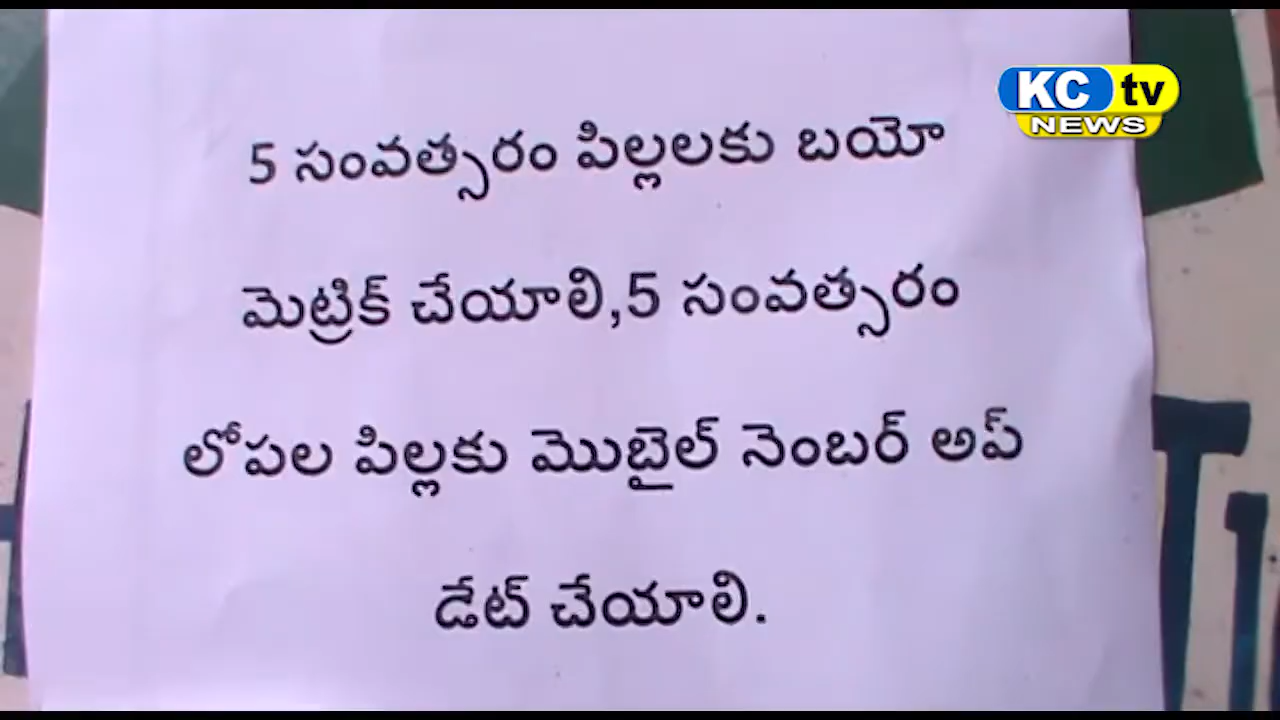 KC tv
NEWS
5 సంవత్సరం పిల్లలకు బయో
మెట్రిక్ చేయాలి,5 సంవత్సరం
లోపల పిల్లకు మొబైల్ నెంబర్ అప్
డేట్ చేయాలి.